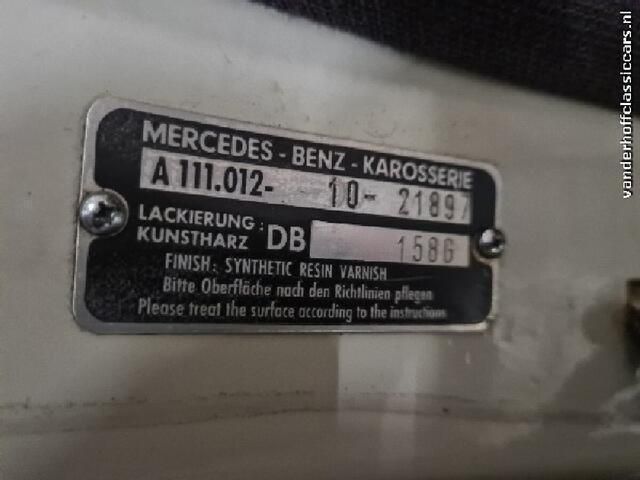 MERCEDES - BENZ - KAROSSERIE
A 111.012- 10- 21897
LACKIERUNG:
KUNSTHARZ DB 158G
FINISH: SYNTHETIC RESIN VARNISH
Bitte Oberfläche nach den Richtlinien pflegen
Please treat the surface according to the instructions
vanderhoffclassiccars.nl